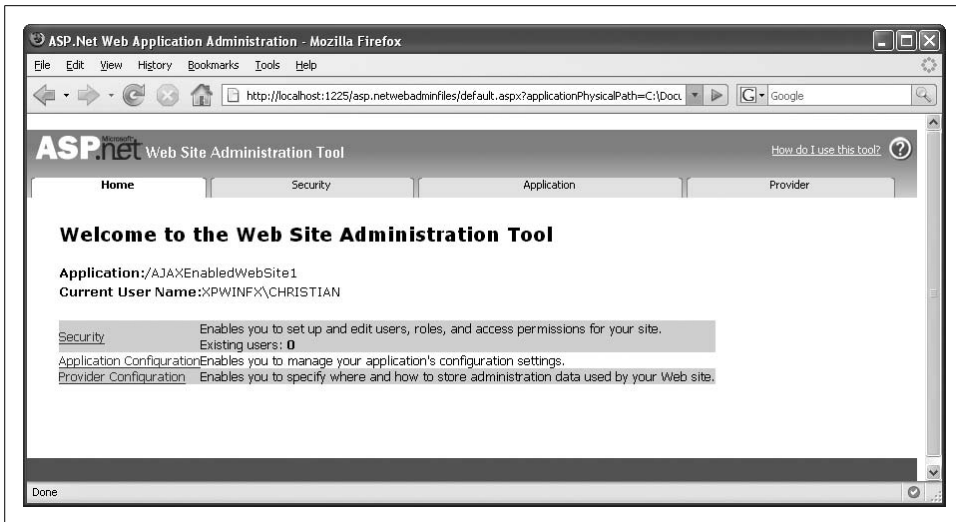 ASP.Net Web Application Administration - Mozilla Firefox
File Edit View History Bookmarks Tools Help
http://localhost:1225/asp.netwebadminfiles/default.aspx?applicationPhysicalPath=C:\Docu
G Google
Microsoft
ASP.net Web Site Administration Tool
How do I use this tool? ?
Home Security Application Provider
Welcome to the Web Site Administration Tool
Application:/AJAXEnabledWebSite1
Current User Name:XPWINFX\CHRISTIAN
Security Enables you to set up and edit users, roles, and access permissions for your site.
Existing users: 0
Application Configuration Enables you to manage your application's configuration settings.
Provider Configuration Enables you to specify where and how to store administration data used by your Web site.
Done